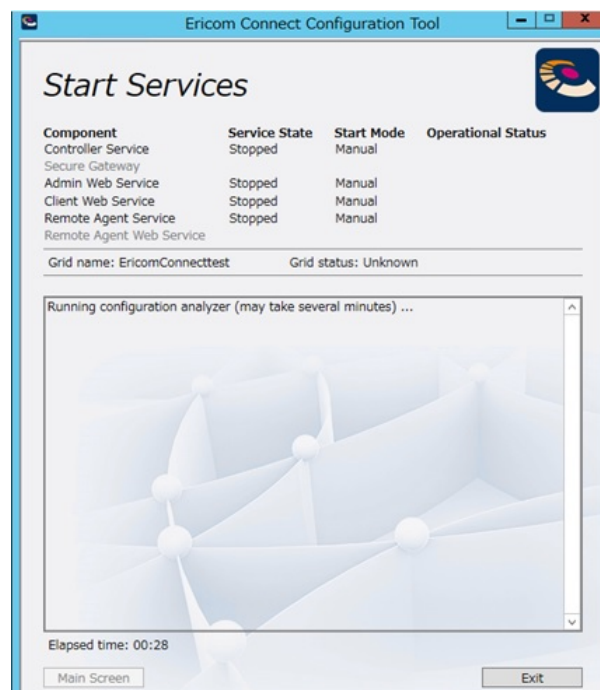 Ericom Connect Configuration Tool
Start Services
Component Service State Start Mode Operational Status
Controller Service Stopped Manual
Secure Gateway
Admin Web Service Stopped Manual
Client Web Service Stopped Manual
Remote Agent Service Stopped Manual
Remote Agent Web Service
Grid name: EricomConnecttest Grid status: Unknown
Running configuration analyzer (may take several minutes) ...
Elapsed time: 00:28
Main Screen Exit